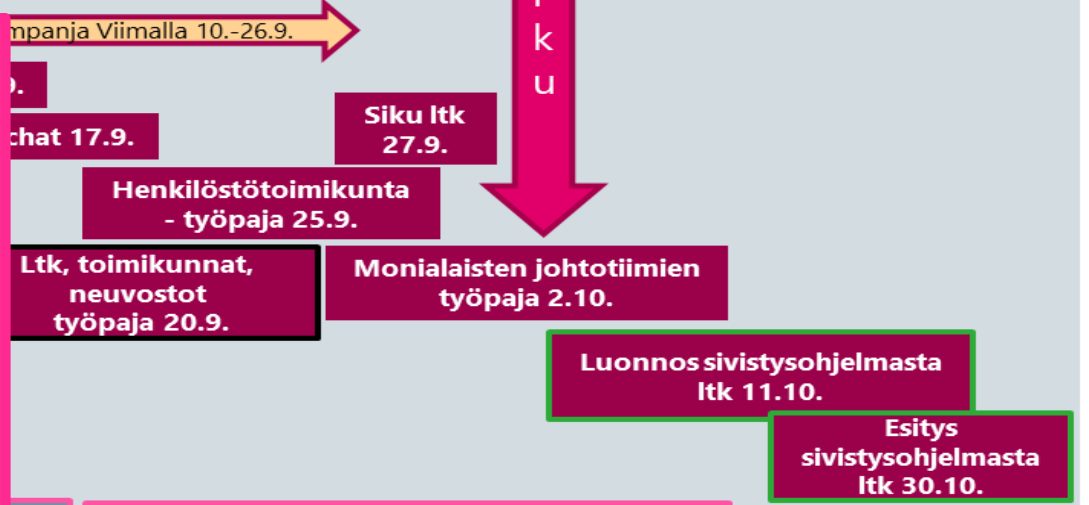 mpanja Viimalla 10.-26.9.
k
u
9.
chat 17.9.
Siku ltk
27.9.
Henkilöstötoimikunta
- työpaja 25.9.
Ltk, toimikunnat,
neuvostot
työpaja 20.9.
Monialaisten johtotiimien
työpaja 2.10.
Luonnos sivistysohjelmasta
ltk 11.10.
Esitys
sivistysohjelmasta
ltk 30.10.